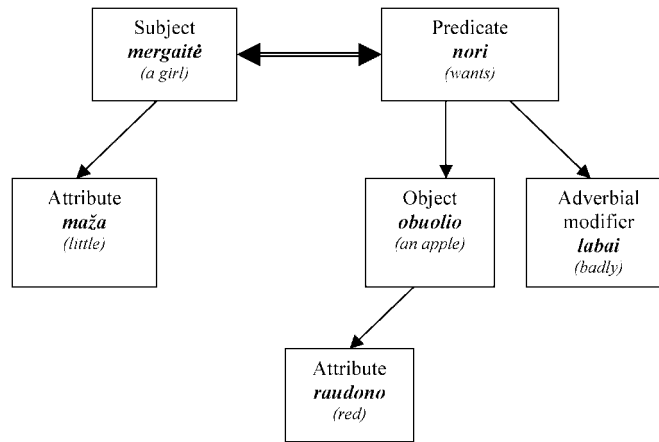 Subject
mergaitė
(a girl)
Predicate
nori
(wants)
Attribute
maža
(little)
Object
obuolio
(an apple)
Adverbial
modifier
labai
(badly)
Attribute
raudono
(red)